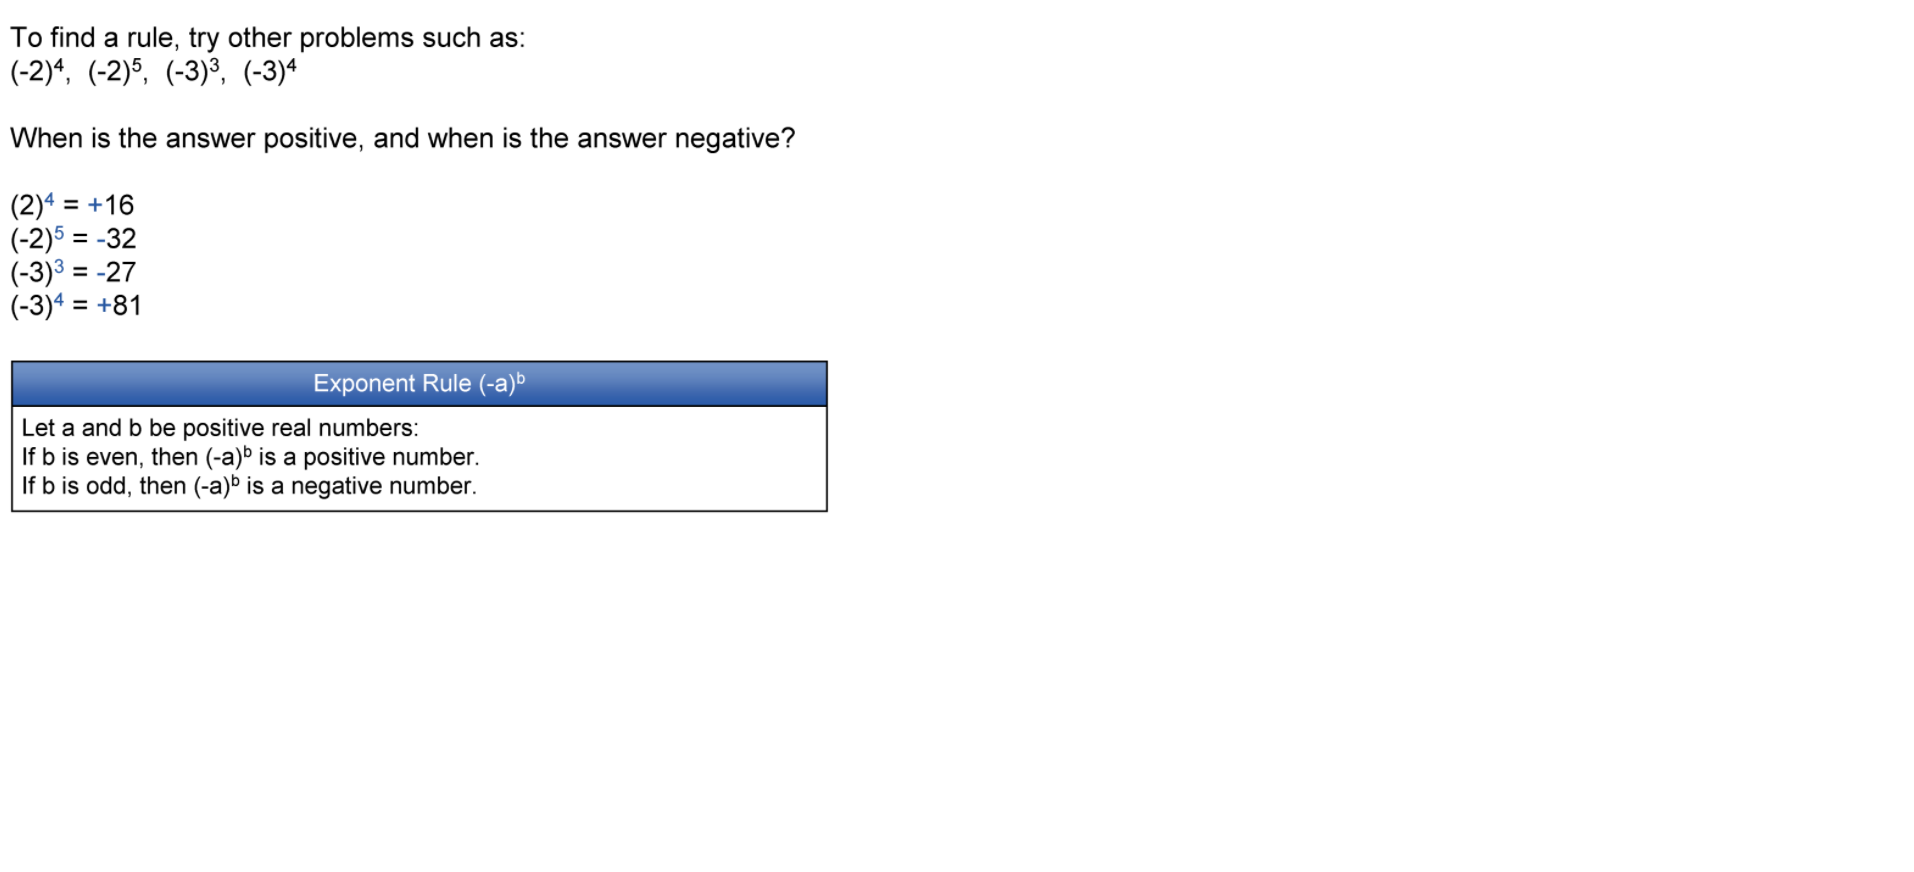 To find a rule, try other problems such as:
(-2)⁴, (-2)⁵, (-3)³, (-3)⁴
When is the answer positive, and when is the answer negative?
(2)⁴ = +16
(-2)⁵ = -32
(-3)³ = -27
(-3)⁴ = +81
Exponent Rule (-a)ᵇ
Let a and b be positive real numbers:
If b is even, then (-a)ᵇ is a positive number.
If b is odd, then (-a)ᵇ is a negative number.